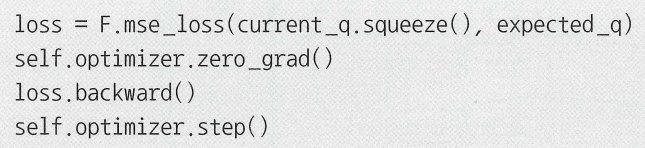 loss = F.mse_loss(current_q.squeeze(), expected_q)
self.optimizer.zero_grad()
loss.backward()
self.optimizer.step()